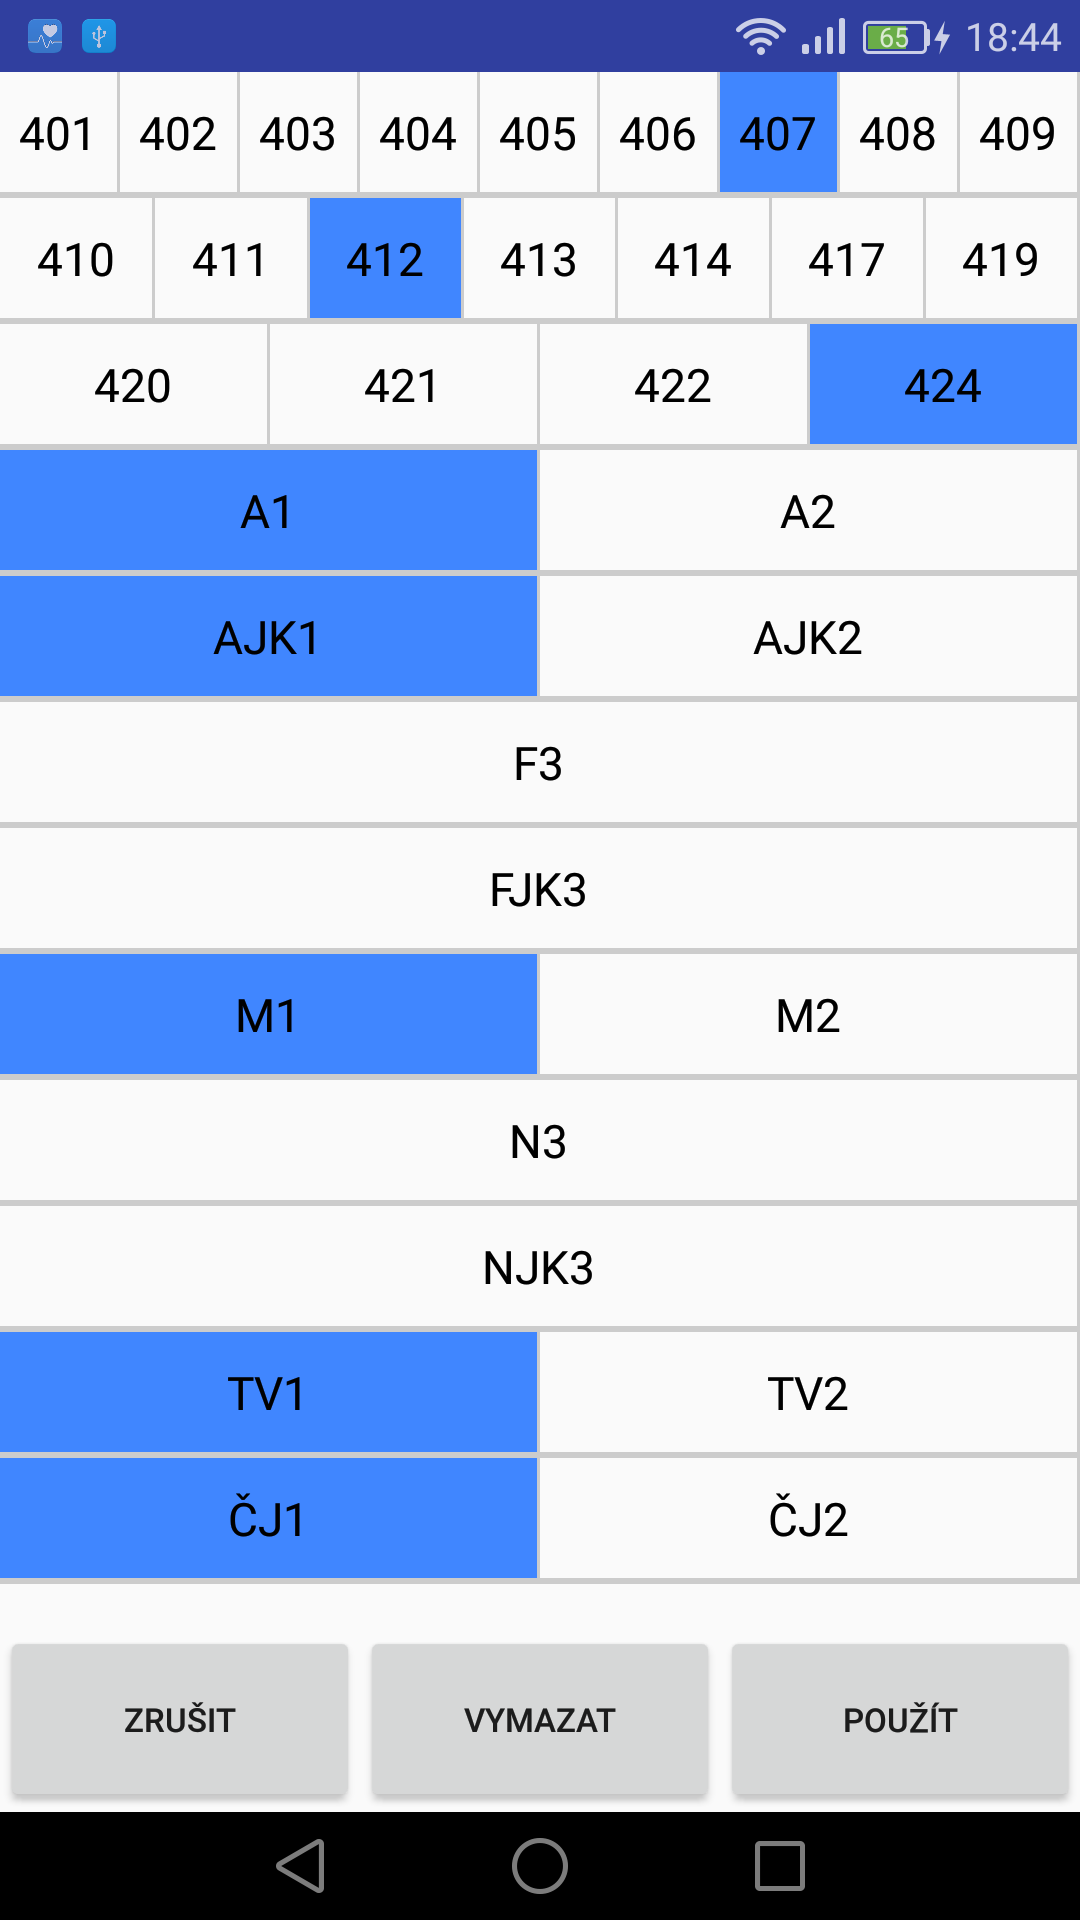 65 18:44
401 402 403 404 405 406 407 408 409
410 411 412 413 414 417 419
420 421 422 424
A1 A2
AJK1 AJK2
F3
FJK3
M1 M2
N3
NJK3
TV1 TV2
ČJ1 ČJ2
ZRUŠIT VYMAZAT POUŽÍT